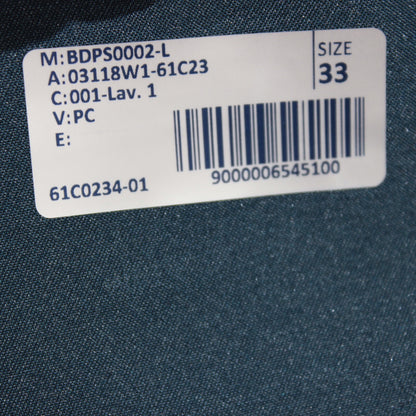 M:BDPS0002-L
A:03118W1-61C23
C:001-Lav. 1
V:PC
E:
61C0234-01
SIZE
33
9000006545100